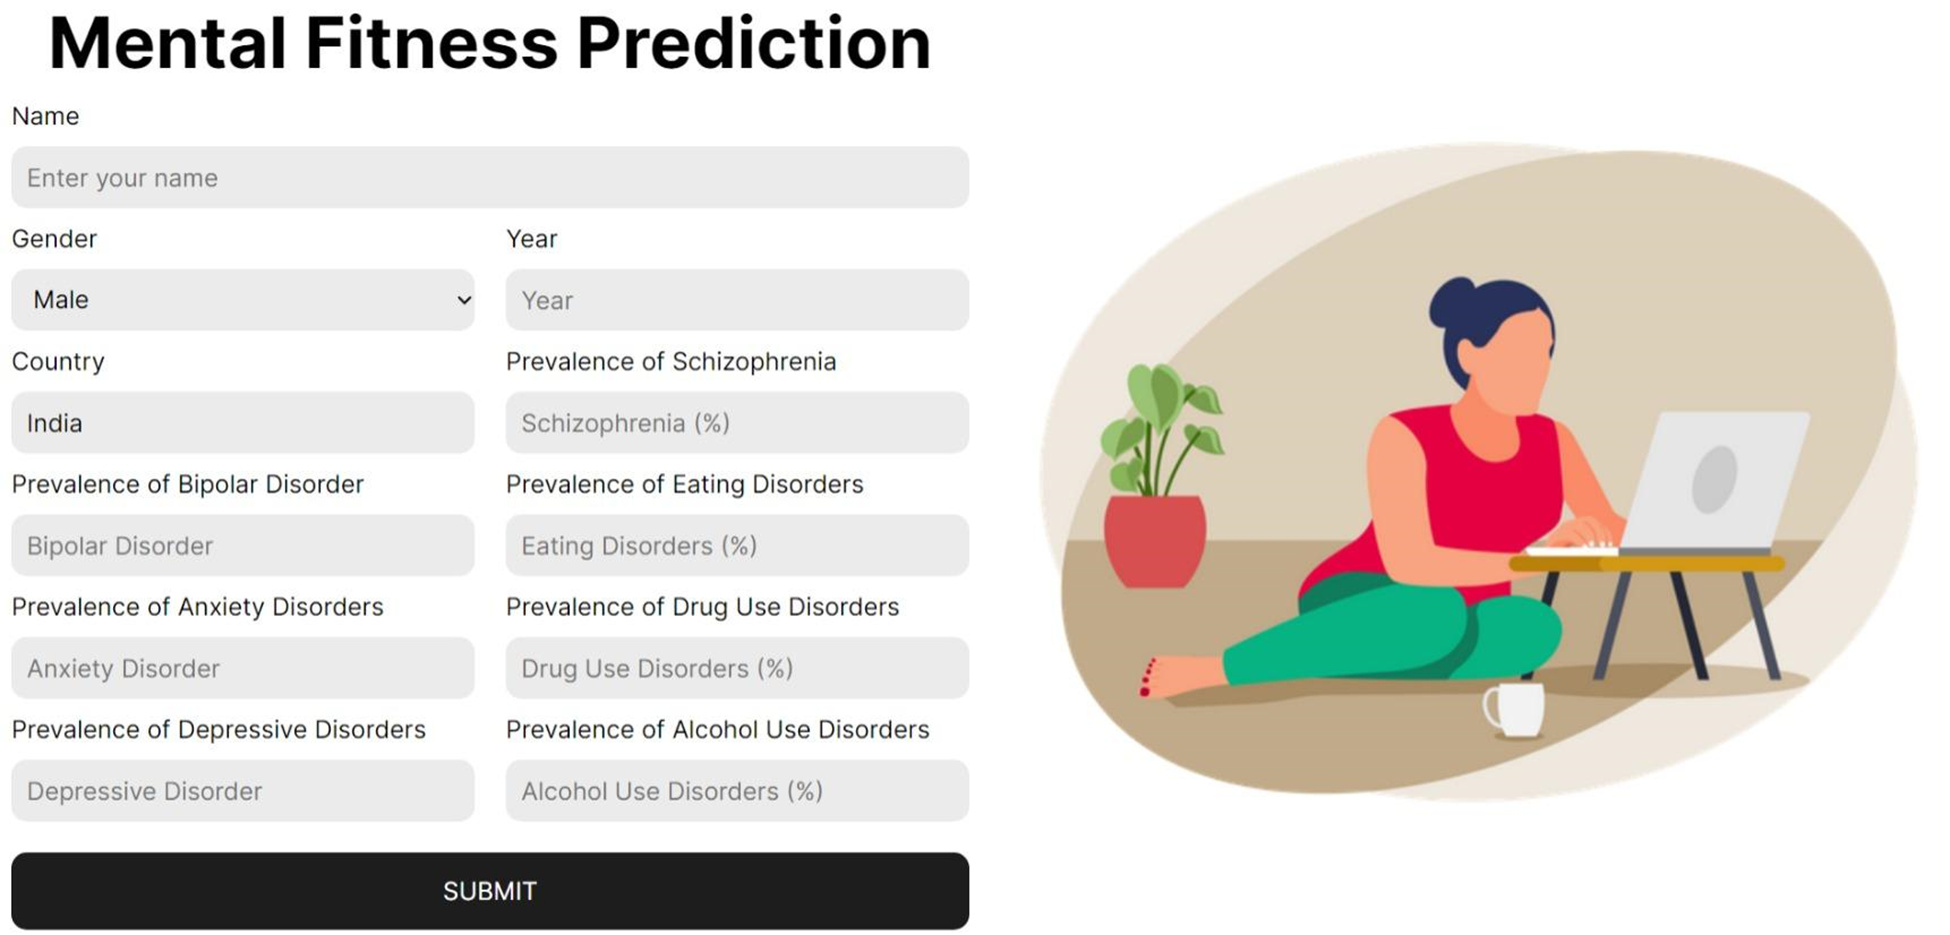 Mental Fitness Prediction
Name
Enter your name
Gender
Year
Male
Year
Country
Prevalence of Schizophrenia
India
Schizophrenia (%)
Prevalence of Bipolar Disorder
Prevalence of Eating Disorders
Bipolar Disorder
Eating Disorders (%)
Prevalence of Anxiety Disorders
Prevalence of Drug Use Disorders
Anxiety Disorder
Drug Use Disorders (%)
Prevalence of Depressive Disorders
Prevalence of Alcohol Use Disorders
Depressive Disorder
Alcohol Use Disorders (%)
SUBMIT